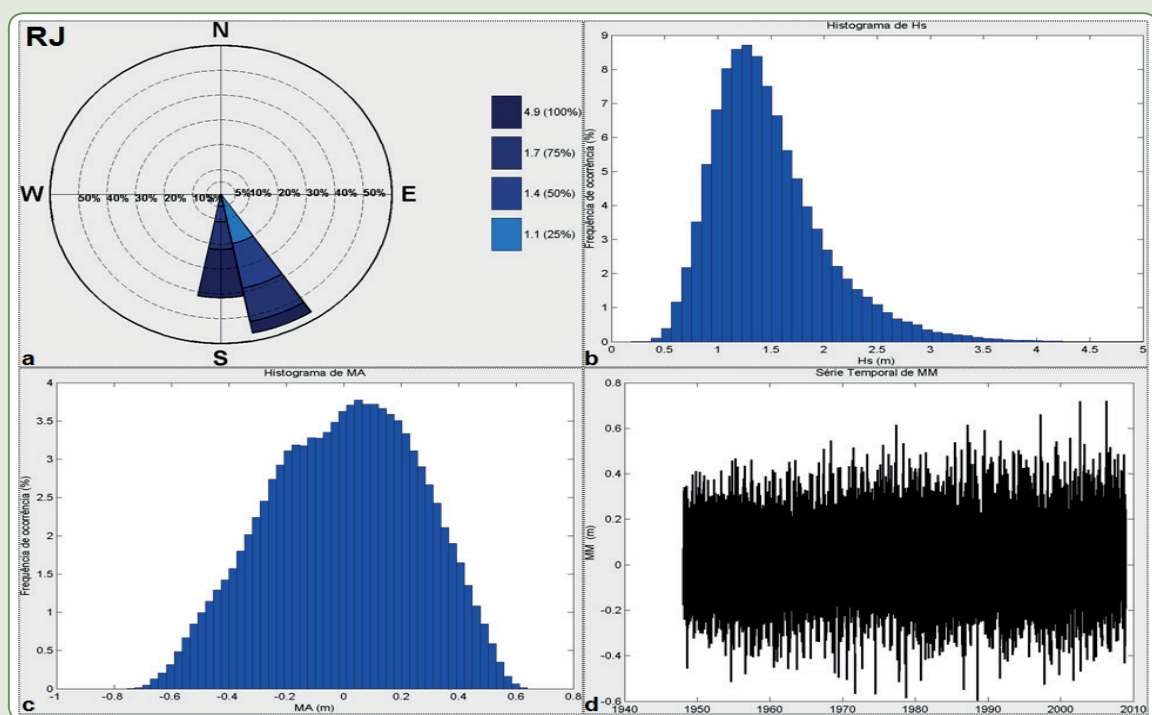 RJ
N
W
E
S
50% 40% 30% 20% 10% 5% 5% 10% 20% 30% 40% 50%
4.9 (100%)
1.7 (75%)
1.4 (50%)
1.1 (25%)
a
Histograma de Hs
Frequência de ocorrência (%)
9
8
7
6
5
4
3
2
1
0
0 0.5 1 1.5 2 2.5 3 3.5 4 4.5 5
Hs (m)
b
Histograma de MA
Frequência de ocorrência (%)
4
3.5
3
2.5
2
1.5
1
0.5
0
-1 -0.8 -0.6 -0.4 -0.2 0 0.2 0.4 0.6 0.8
MA (m)
c
Série Temporal de MM
MM (m)
0.8
0.6
0.4
0.2
0
-0.2
-0.4
-0.6
1940 1950 1960 1970 1980 1990 2000 2010
d